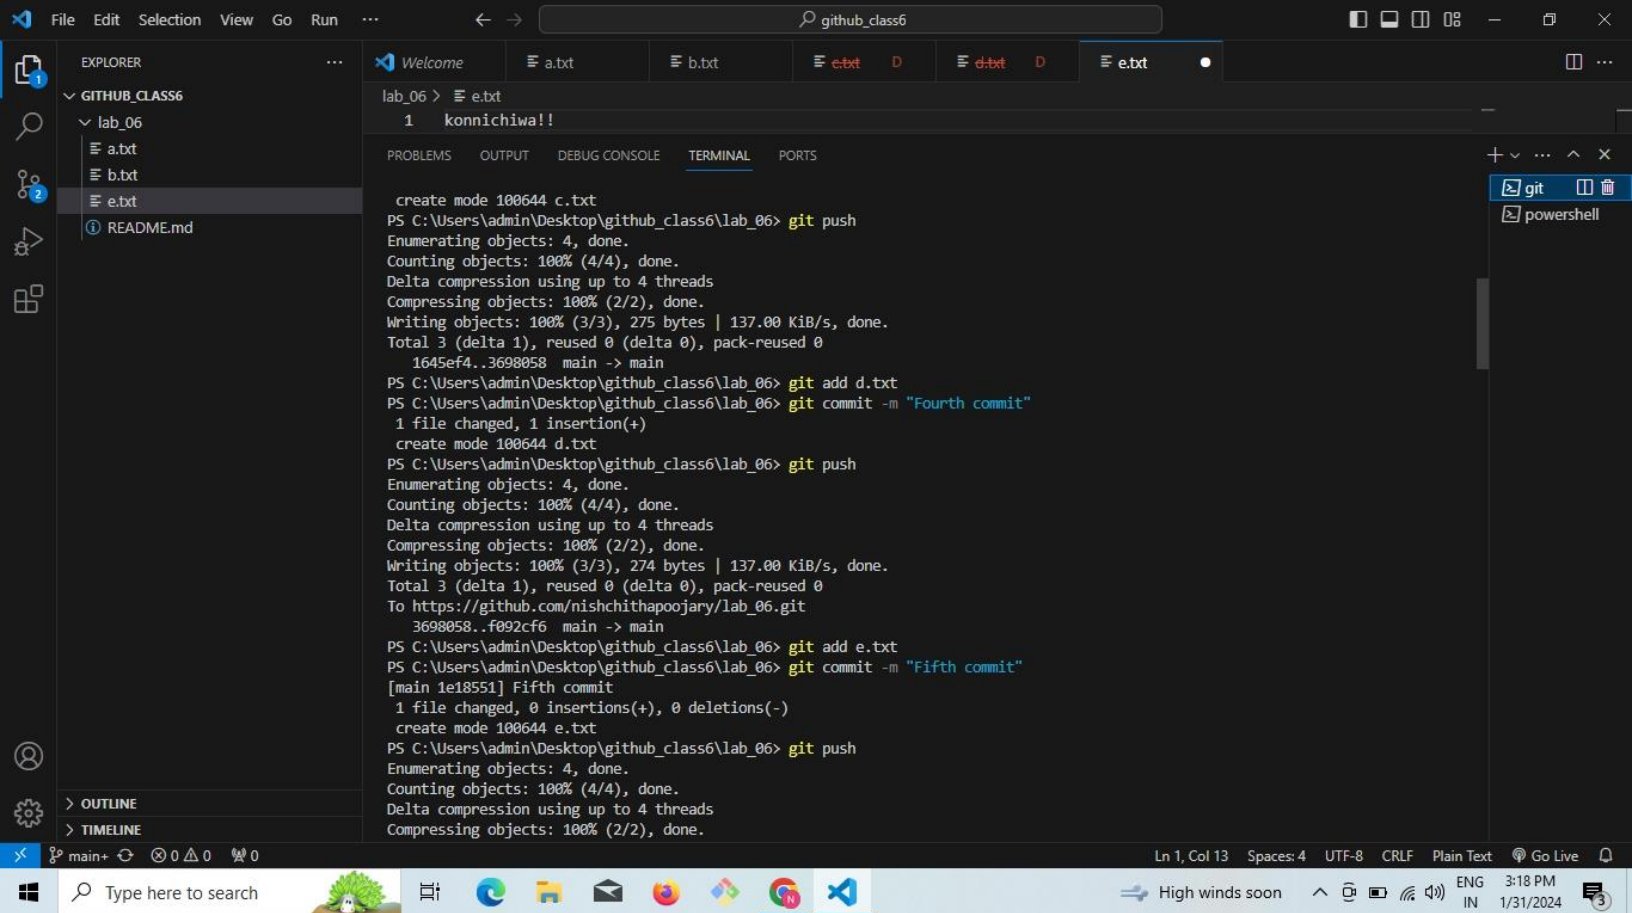 File Edit Selection View Go Run ···
github_class6
EXPLORER ···
GITHUB_CLASS6
lab_06
a.txt
b.txt
e.txt
README.md
OUTLINE
TIMELINE
1
2
Welcome a.txt b.txt c.txt D d.txt D e.txt
lab_06 > e.txt
1 konnichiwa!!
PROBLEMS OUTPUT DEBUG CONSOLE TERMINAL PORTS
git
powershell
create mode 100644 c.txt
PS C:\Users\admin\Desktop\github_class6\lab_06> git push
Enumerating objects: 4, done.
Counting objects: 100% (4/4), done.
Delta compression using up to 4 threads
Compressing objects: 100% (2/2), done.
Writing objects: 100% (3/3), 275 bytes | 137.00 KiB/s, done.
Total 3 (delta 1), reused 0 (delta 0), pack-reused 0
1645ef4..3698058 main -> main
PS C:\Users\admin\Desktop\github_class6\lab_06> git add d.txt
PS C:\Users\admin\Desktop\github_class6\lab_06> git commit -m "Fourth commit"
1 file changed, 1 insertion(+)
create mode 100644 d.txt
PS C:\Users\admin\Desktop\github_class6\lab_06> git push
Enumerating objects: 4, done.
Counting objects: 100% (4/4), done.
Delta compression using up to 4 threads
Compressing objects: 100% (2/2), done.
Writing objects: 100% (3/3), 274 bytes | 137.00 KiB/s, done.
Total 3 (delta 1), reused 0 (delta 0), pack-reused 0
To https://github.com/nishchithapoojary/lab_06.git
3698058..f092cf6 main -> main
PS C:\Users\admin\Desktop\github_class6\lab_06> git add e.txt
PS C:\Users\admin\Desktop\github_class6\lab_06> git commit -m "Fifth commit"
[main 1e18551] Fifth commit
1 file changed, 0 insertions(+), 0 deletions(-)
create mode 100644 e.txt
PS C:\Users\admin\Desktop\github_class6\lab_06> git push
Enumerating objects: 4, done.
Counting objects: 100% (4/4), done.
Delta compression using up to 4 threads
Compressing objects: 100% (2/2), done.
main+ 0 0 0 Ln 1, Col 13 Spaces: 4 UTF-8 CRLF Plain Text Go Live
Type here to search N High winds soon ENG IN 3:18 PM 1/31/2024 3